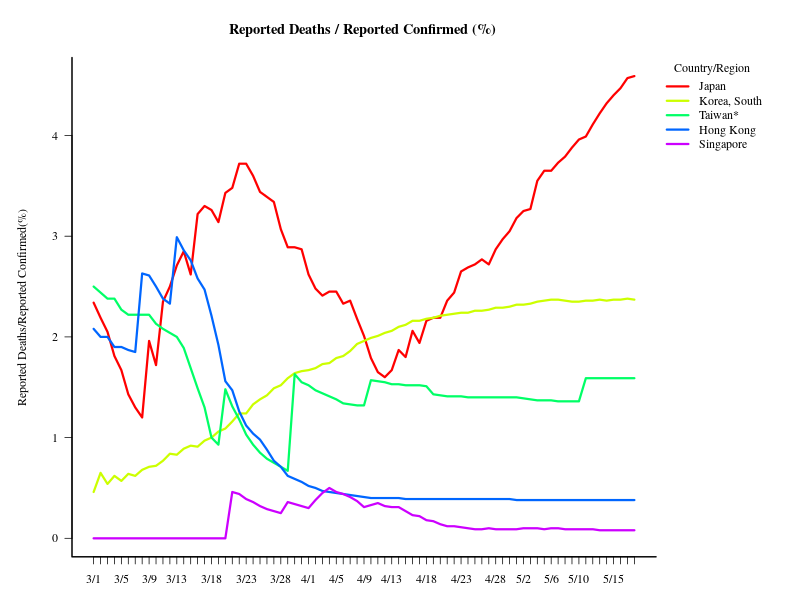 Reported Deaths / Reported Confirmed (%)
Country/Region
Japan
Korea, South
Taiwan*
Hong Kong
Singapore
Reported Deaths/Reported Confirmed(%)
4
3
2
1
0
3/1 3/5 3/9 3/13 3/18 3/23 3/28 4/1 4/5 4/9 4/13 4/18 4/23 4/28 5/2 5/6 5/10 5/15